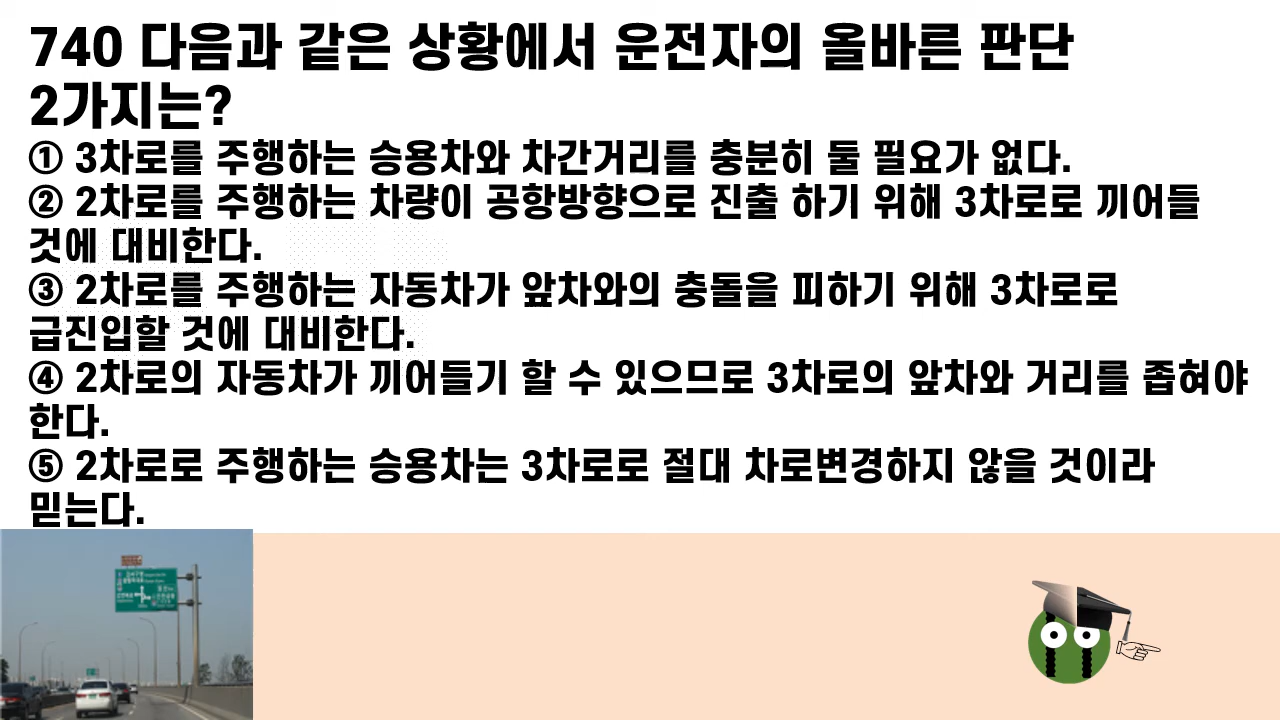 740 다음과 같은 상황에서 운전자의 올바른 판단
2가지는?
① 3차로를 주행하는 승용차와 차간거리를 충분히 둘 필요가 없다.
② 2차로를 주행하는 차량이 공항방향으로 진출 하기 위해 3차로로 끼어들
것에 대비한다.
③ 2차로를 주행하는 자동차가 앞차와의 충돌을 피하기 위해 3차로로
급진입할 것에 대비한다.
④ 2차로의 자동차가 끼어들기 할 수 있으므로 3차로의 앞차와 거리를 좁혀야
한다.
⑤ 2차로로 주행하는 승용차는 3차로로 절대 차로변경하지 않을 것이라
믿는다.